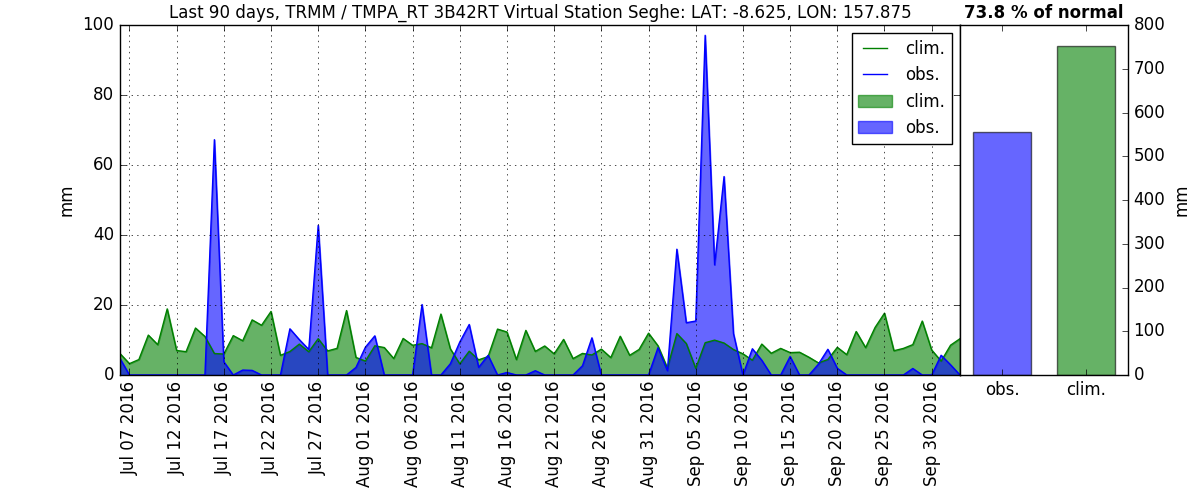 Last 90 days, TRMM / TMPA_RT 3B42RT Virtual Station Seghe: LAT: -8.625, LON: 157.875
73.8 % of normal
100
80
60
40
20
0
mm
clim.
obs.
clim.
obs.
800
700
600
500
400
300
200
100
0
mm
Jul 07 2016
Jul 12 2016
Jul 17 2016
Jul 22 2016
Jul 27 2016
Aug 01 2016
Aug 06 2016
Aug 11 2016
Aug 16 2016
Aug 21 2016
Aug 26 2016
Aug 31 2016
Sep 05 2016
Sep 10 2016
Sep 15 2016
Sep 20 2016
Sep 25 2016
Sep 30 2016
obs.
clim.